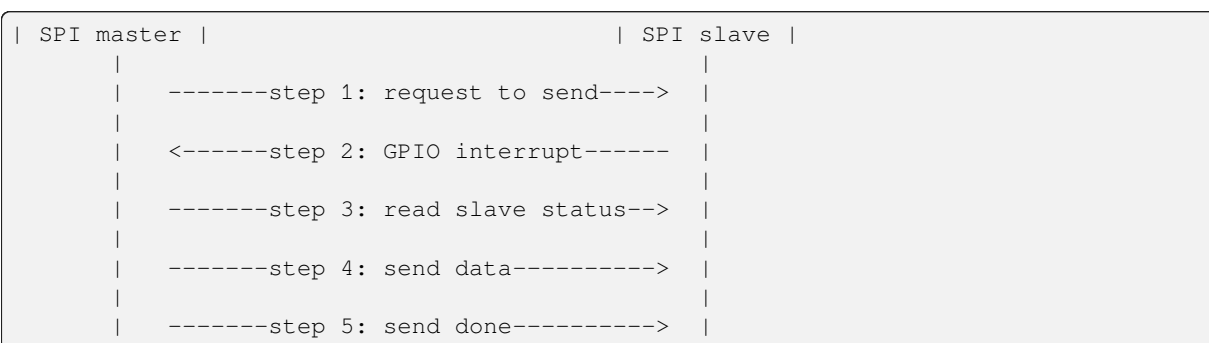 | SPI master |                             | SPI slave |
       |                                         |
       |   -------step 1: request to send---->   |
       |                                         |
       |   <------step 2: GPIO interrupt------   |
       |                                         |
       |   -------step 3: read slave status-->   |
       |                                         |
       |   -------step 4: send data---------->   |
       |                                         |
       |   -------step 5: send done---------->   |